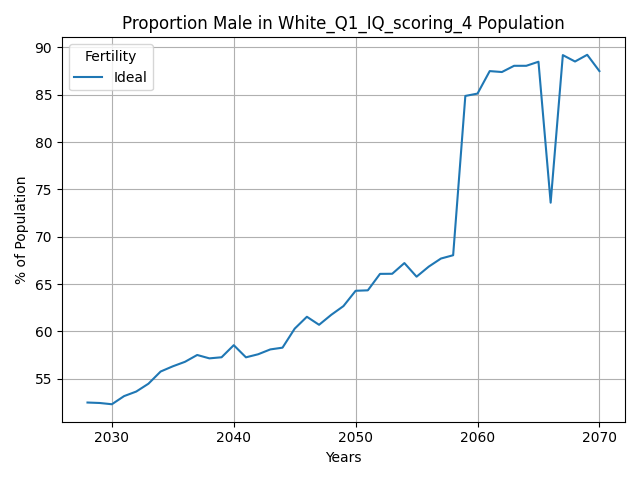 Proportion Male in White_Q1_IQ_scoring_4 Population
Fertility
Ideal
% of Population
90
85
80
75
70
65
60
55
2030 2040 2050 2060 2070
Years